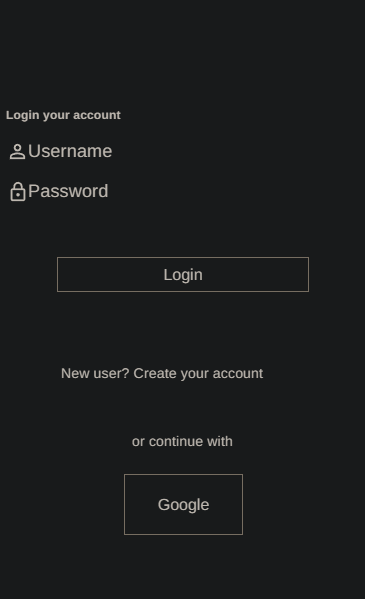 Login your account
Username
Password
Login
New user? Create your account
or continue with
Google